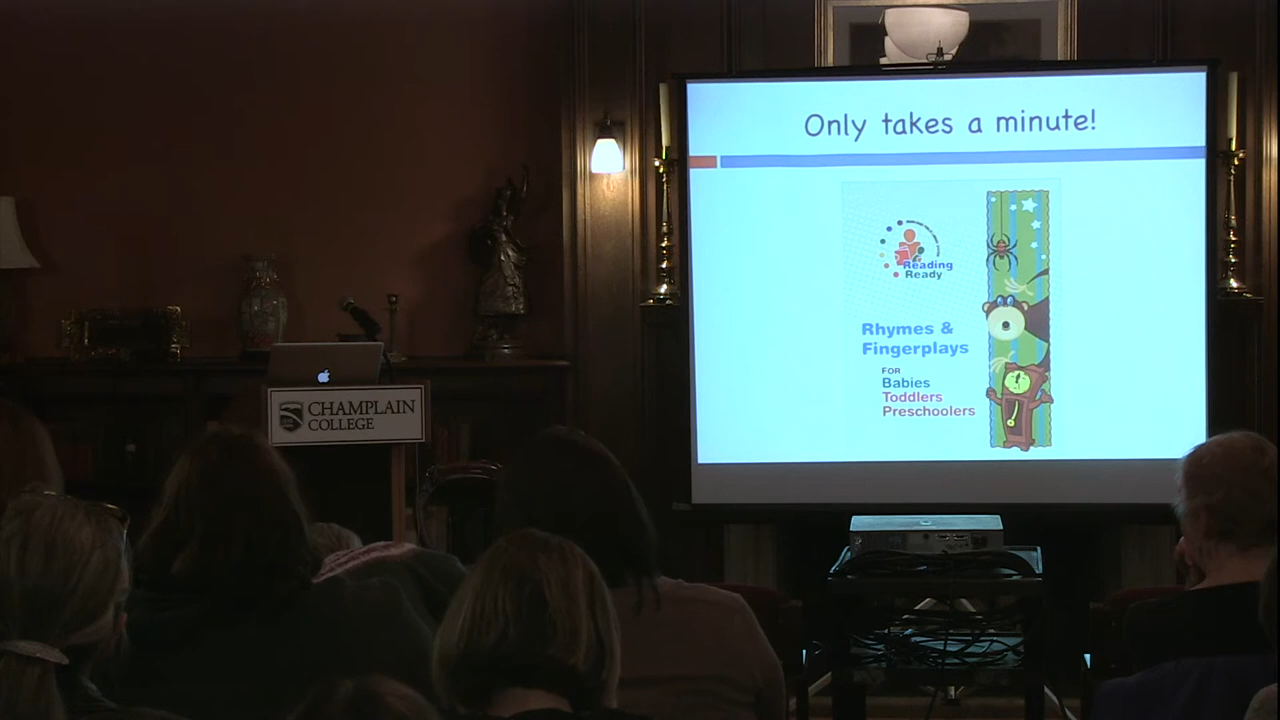 Only takes a minute!
Reading
Ready
Rhymes &
Fingerplays
FOR
Babies
Toddlers
Preschoolers
CHAMPLAIN
COLLEGE